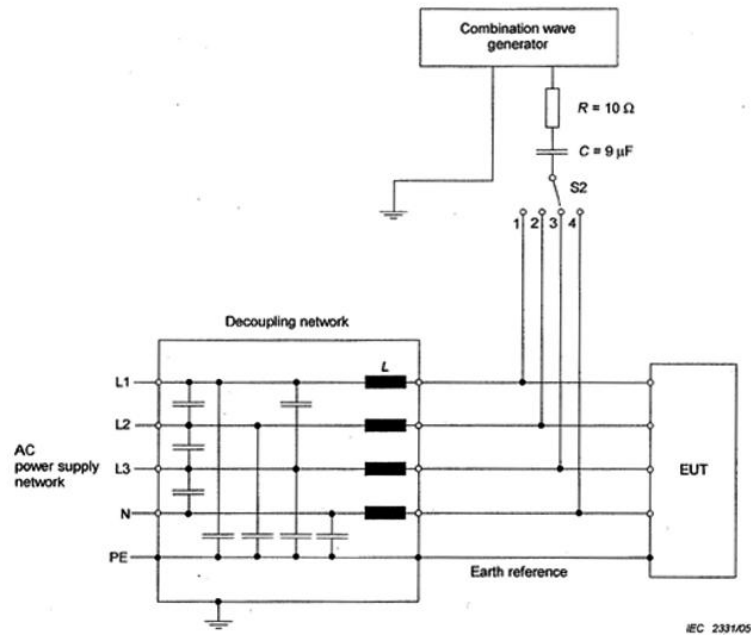 Combination wave
generator
R = 10 Ω
C = 9 µF
S2
1 2 3 4
Decoupling network
L
L1
L2
AC
power supply
network
L3
EUT
N
PE
Earth reference
IEC 2331/05